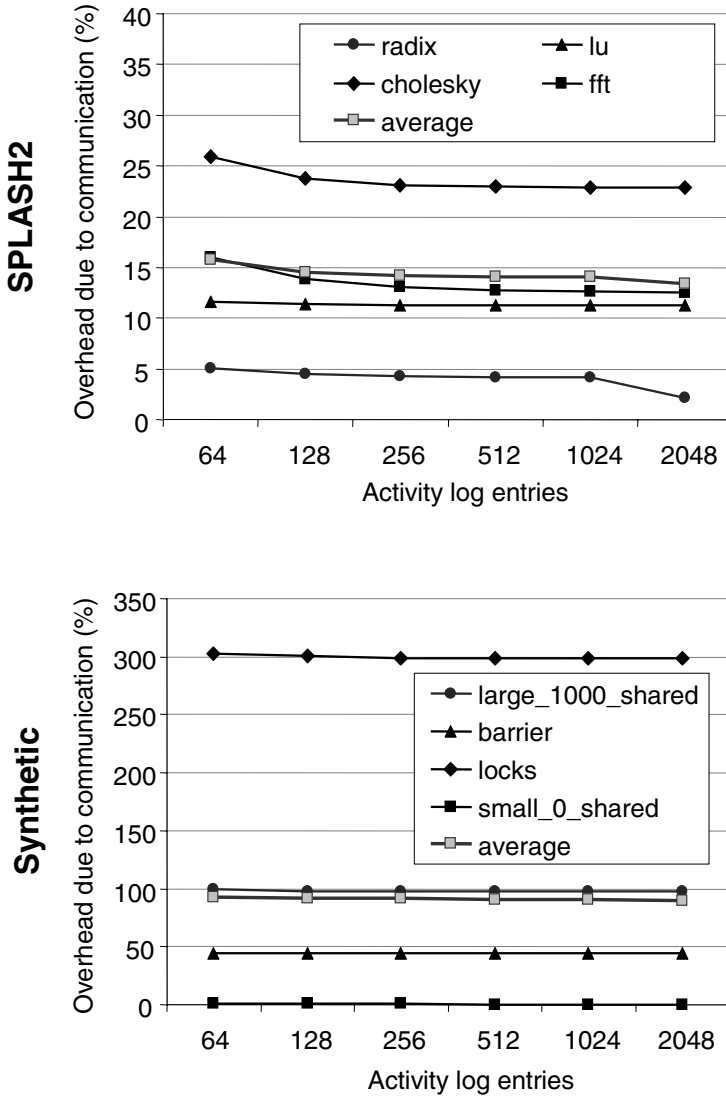 SPLASH2
Overhead due to communication (%)
40
35
30
25
20
15
10
5
0
radix
lu
cholesky
fft
average
64 128 256 512 1024 2048
Activity log entries
Synthetic
Overhead due to communication (%)
350
300
250
200
150
100
50
0
large_1000_shared
barrier
locks
small_0_shared
average
64 128 256 512 1024 2048
Activity log entries